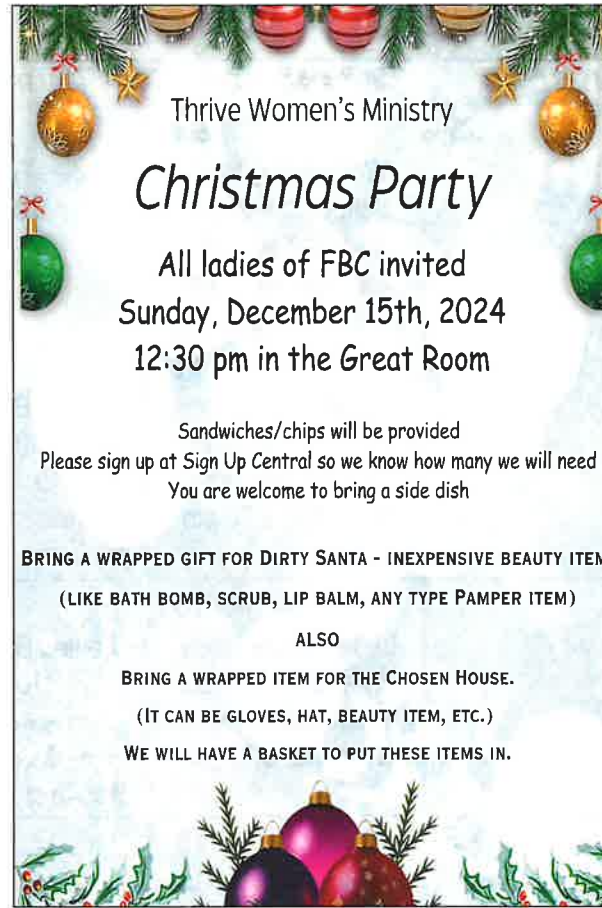 Thrive Women's Ministry
Christmas Party
All ladies of FBC invited
Sunday, December 15th, 2024
12:30 pm in the Great Room
Sandwiches/chips will be provided
Please sign up at Sign Up Central so we know how many we will need
You are welcome to bring a side dish
BRING A WRAPPED GIFT FOR DIRTY SANTA - INEXPENSIVE BEAUTY ITEM
(LIKE BATH BOMB, SCRUB, LIP BALM, ANY TYPE PAMPER ITEM)
ALSO
BRING A WRAPPED ITEM FOR THE CHOSEN HOUSE.
(IT CAN BE GLOVES, HAT, BEAUTY ITEM, ETC.)
WE WILL HAVE A BASKET TO PUT THESE ITEMS IN.